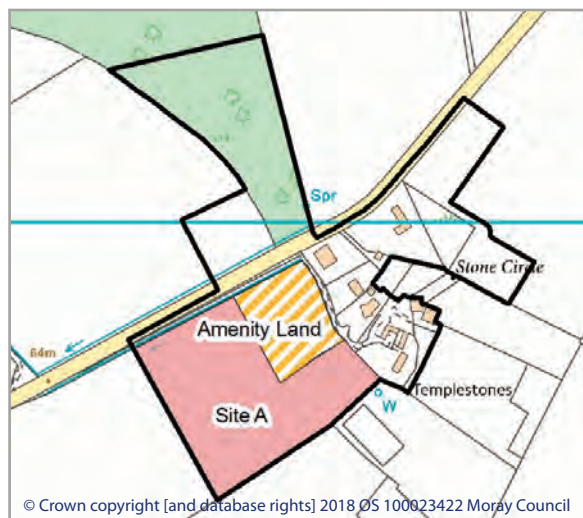 Spr
Stone Circle
Amenity Land
64m
Site A
Templestones
W
© Crown copyright [and database rights] 2018 OS 100023422 Moray Council